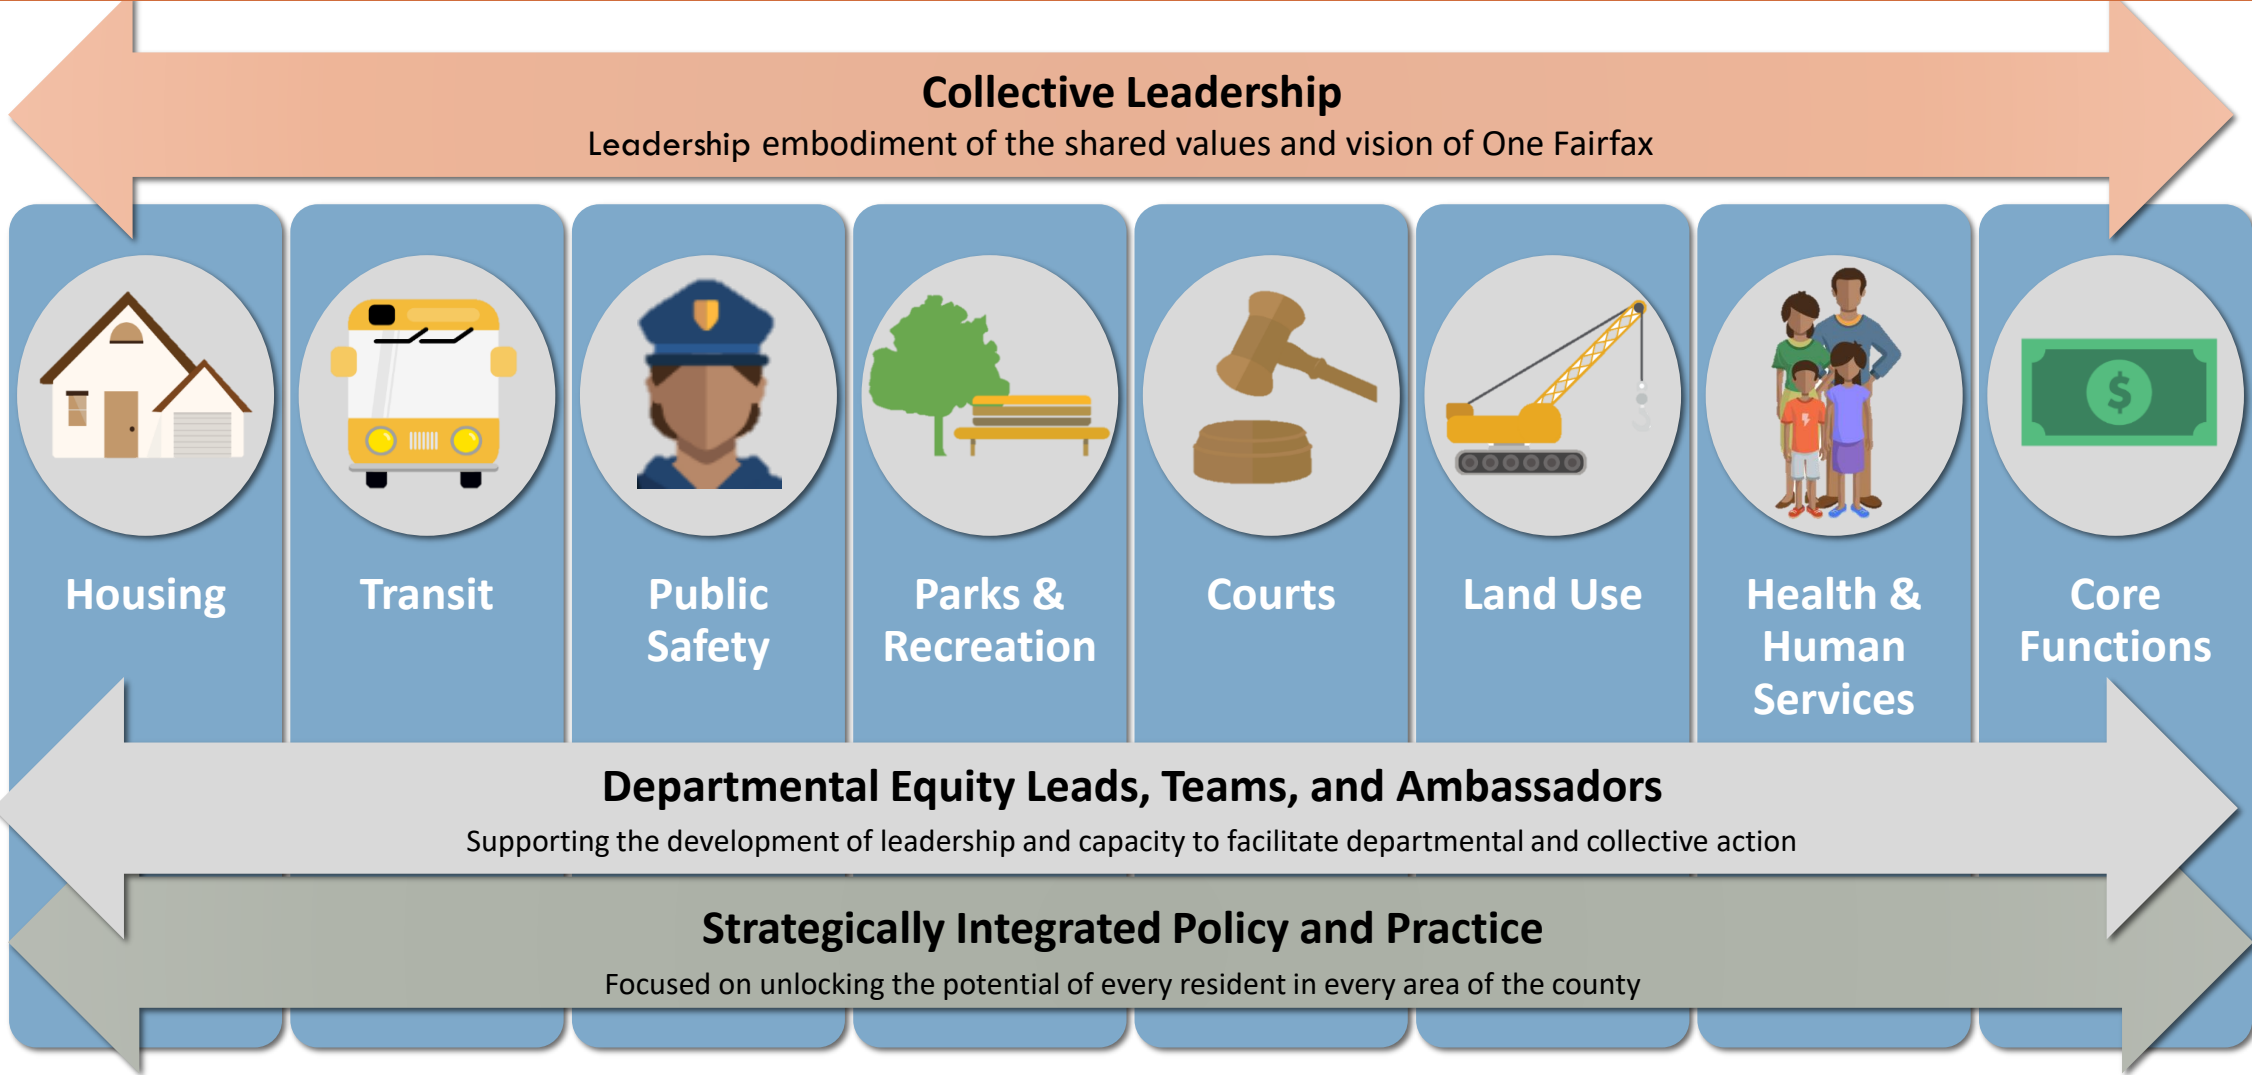 Collective Leadership
Leadership embodiment of the shared values and vision of One Fairfax
Housing
Transit
Public
Safety
Parks &
Recreation
Courts
Land Use
Health &
Human
Services
$
Core
Functions
Departmental Equity Leads, Teams, and Ambassadors
Supporting the development of leadership and capacity to facilitate departmental and collective action
Strategically Integrated Policy and Practice
Focused on unlocking the potential of every resident in every area of the county